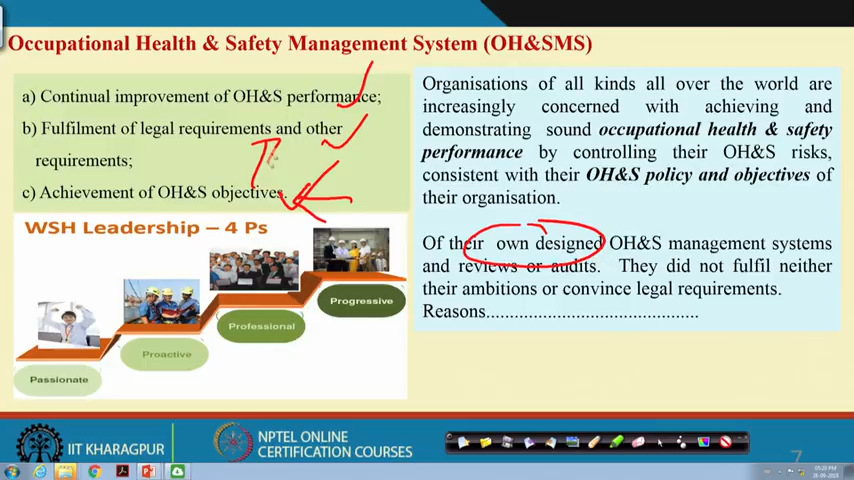 Occupational Health & Safety Management System (OH&SMS)
a) Continual improvement of OH&S performance;
b) Fulfilment of legal requirements and other
requirements;
c) Achievement of OH&S objectives.
WSH Leadership – 4 Ps
Passionate
Proactive
Professional
Progressive
Organisations of all kinds all over the world are
increasingly concerned with achieving and
demonstrating sound occupational health & safety
performance by controlling their OH&S risks,
consistent with their OH&S policy and objectives of
their organisation.
Of their own designed OH&S management systems
and reviews or audits. They did not fulfil neither
their ambitions or convince legal requirements.
Reasons............................................
IIT KHARAGPUR
NPTEL ONLINE
CERTIFICATION COURSES
7